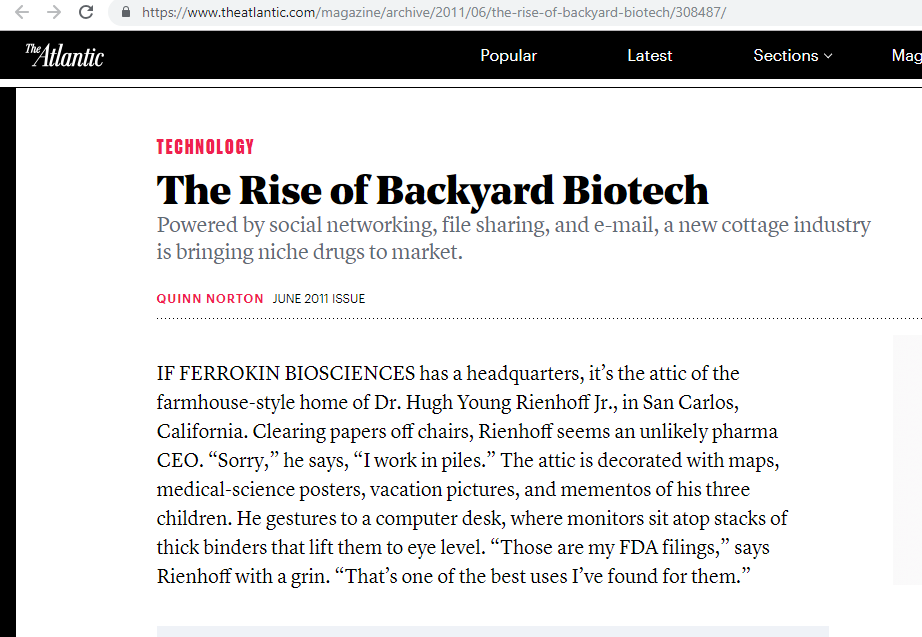 https://www.theatlantic.com/magazine/archive/2011/06/the-rise-of-backyard-biotech/308487/
The Atlantic
Popular
Latest
Sections
Mag
TECHNOLOGY
The Rise of Backyard Biotech
Powered by social networking, file sharing, and e-mail, a new cottage industry
is bringing niche drugs to market.
QUINN NORTON JUNE 2011 ISSUE
IF FERROKIN BIOSCIENCES has a headquarters, it’s the attic of the
farmhouse-style home of Dr. Hugh Young Rienhoff Jr., in San Carlos,
California. Clearing papers off chairs, Rienhoff seems an unlikely pharma
CEO. “Sorry,” he says, “I work in piles.” The attic is decorated with maps,
medical-science posters, vacation pictures, and mementos of his three
children. He gestures to a computer desk, where monitors sit atop stacks of
thick binders that lift them to eye level. “Those are my FDA filings,” says
Rienhoff with a grin. “That’s one of the best uses I’ve found for them.”